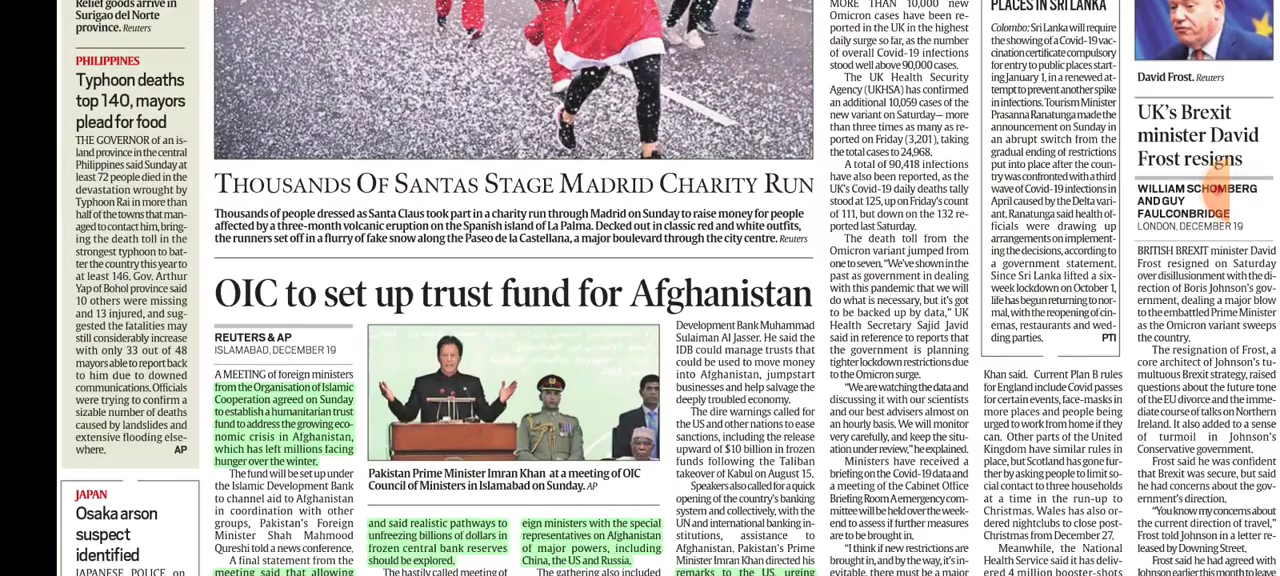 Relief goods arrive in
Surigao del Norte
province. Reuters
PHILIPPINES
Typhoon deaths
top 140, mayors
plead for food
THE GOVERNOR of an is-
land province in the central
Philippines said Sunday at
least 72 people died in the
devastation wrought by
Typhoon Rai in more than
half of the towns that man-
aged to contact him, bring-
ing the death toll in the
strongest typhoon to bat-
ter the country this year to
at least 146. Gov. Arthur
Yap of Bohol province said
10 others were missing
and 13 injured, and sug-
gested the fatalities may
still considerably increase
with only 33 out of 48
mayors able to report back
to him due to downed
communications. Officials
were trying to confirm a
sizable number of deaths
caused by landslides and
extensive flooding else-
where. AP
JAPAN
Osaka arson
suspect
identified
JAPANESE POLICE on
THOUSANDS OF SANTAS STAGE MADRID CHARITY RUN
Thousands of people dressed as Santa Claus took part in a charity run through Madrid on Sunday to raise money for people
affected by a three-month volcanic eruption on the Spanish island of La Palma. Decked out in classic red and white outfits,
the runners set off in a flurry of fake snow along the Paseo de la Castellana, a major boulevard through the city centre. Reuters
OIC to set up trust fund for Afghanistan
REUTERS & AP
ISLAMABAD, DECEMBER 19
A MEETING of foreign ministers
from the Organisation of Islamic
Cooperation agreed on Sunday
to establish a humanitarian trust
fund to address the growing eco-
nomic crisis in Afghanistan,
which has left millions facing
hunger over the winter.
The fund will be set up under
the Islamic Development Bank
to channel aid to Afghanistan
in coordination with other
groups, Pakistan's Foreign
Minister Shah Mahmood
Qureshi told a news conference.
A final statement from the
meeting said that allowing
Pakistan Prime Minister Imran Khan at a meeting of OIC
Council of Ministers in Islamabad on Sunday. AP
and said realistic pathways to
unfreezing billions of dollars in
frozen central bank reserves
should be explored.
The hastily called meeting of
eign ministers with the special
representatives on Afghanistan
of major powers, including
China, the US and Russia.
The gathering also included
Development Bank Muhammad
Sulaiman Al Jasser. He said the
IDB could manage trusts that
could be used to move money
into Afghanistan, jumpstart
businesses and help salvage the
deeply troubled economy.
The dire warnings called for
the US and other nations to ease
sanctions, including the release
upward of $10 billion in frozen
funds following the Taliban
takeover of Kabul on August 15.
Speakers also called for a quick
opening of the country's banking
system and collectively, with the
UN and international banking in-
stitutions, assistance to
Afghanistan. Pakistan's Prime
Minister Imran Khan directed his
remarks to the US, urging
MORE THAN 10,000 new
Omicron cases have been re-
ported in the UK in the highest
daily surge so far, as the number
of overall Covid-19 infections
stood well above 90,000 cases.
The UK Health Security
Agency (UKHSA) has confirmed
an additional 10,059 cases of the
new variant on Saturday— more
than three times as many as re-
ported on Friday (3,201), taking
the total cases to 24,968.
A total of 90,418 infections
have also been reported, as the
UK's Covid-19 daily deaths tally
stood at 125, up on Friday's count
of 111, but down on the 132 re-
ported last Saturday.
The death toll from the
Omicron variant jumped from
one to seven. "We've shown in the
past as government in dealing
with this pandemic that we will
do what is necessary, but it's got
to be backed up by data," UK
Health Secretary Sajid Javid
said in reference to reports that
the government is planning
tighter lockdown restrictions due
to the Omicron surge.
"We are watching the data and
discussing it with our scientists
and our best advisers almost on
an hourly basis. We will monitor
very carefully, and keep the situ-
ation under review," he explained.
Ministers have received a
briefing on the Covid-19 data and
a meeting of the Cabinet Office
Briefing Room A emergency com-
mittee will be held over the week-
end to assess if further measures
are to be brought in.
"I think if new restrictions are
brought in, and by the way, it's in-
evitable, there must be a major
PLACES IN SRI LANKA
Colombo: Sri Lanka will require
the showing of a Covid-19 vac-
cination certificate compulsory
for entry to public places start-
ing January 1, in a renewed at-
tempt to prevent another spike
in infections. Tourism Minister
Prasanna Ranatunga made the
announcement on Sunday in
an abrupt switch from the
gradual ending of restrictions
put into place after the coun-
try was confronted with a third
wave of Covid-19 infections in
April caused by the Delta vari-
ant. Ranatunga said health of-
ficials were drawing up
arrangements on implement-
ing the decisions, according to
a government statement.
Since Sri Lanka lifted a six-
week lockdown on October 1,
life has begun returning to nor-
mal, with the reopening of cin-
emas, restaurants and wed-
ding parties. PTI
Khan said. Current Plan B rules
for England include Covid passes
for certain events, face-masks in
more places and people being
urged to work from home if they
can. Other parts of the United
Kingdom have similar rules in
place, but Scotland has gone fur-
ther by asking people to limit so-
cial contact to three households
at a time in the run-up to
Christmas. Wales has also or-
dered nightclubs to close post-
Christmas from December 27.
Meanwhile, the National
Health Service said it has deliv-
ered 4 million booster-shots
David Frost. Reuters
UK's Brexit
minister David
Frost resigns
WILLIAM SCHOMBERG
AND GUY
FAULCONBRIDGE
LONDON, DECEMBER 19
BRITISH BREXIT minister David
Frost resigned on Saturday
over disillusionment with the di-
rection of Boris Johnson's gov-
ernment, dealing a major blow
to the embattled Prime Minister
as the Omicron variant sweeps
the country.
The resignation of Frost, a
core architect of Johnson's tu-
multuous Brexit strategy, raised
questions about the future tone
of the EU divorce and the imme-
diate course of talks on Northern
Ireland. It also added to a sense
of turmoil in Johnson's
Conservative government.
Frost said he was confident
that Brexit was secure, but said
he had concerns about the gov-
ernment's direction.
"You know my concerns about
the current direction of travel,"
Frost told Johnson in a letter re-
leased by Downing Street.
Frost said he had agreed with
Johnson earlier this month to leave